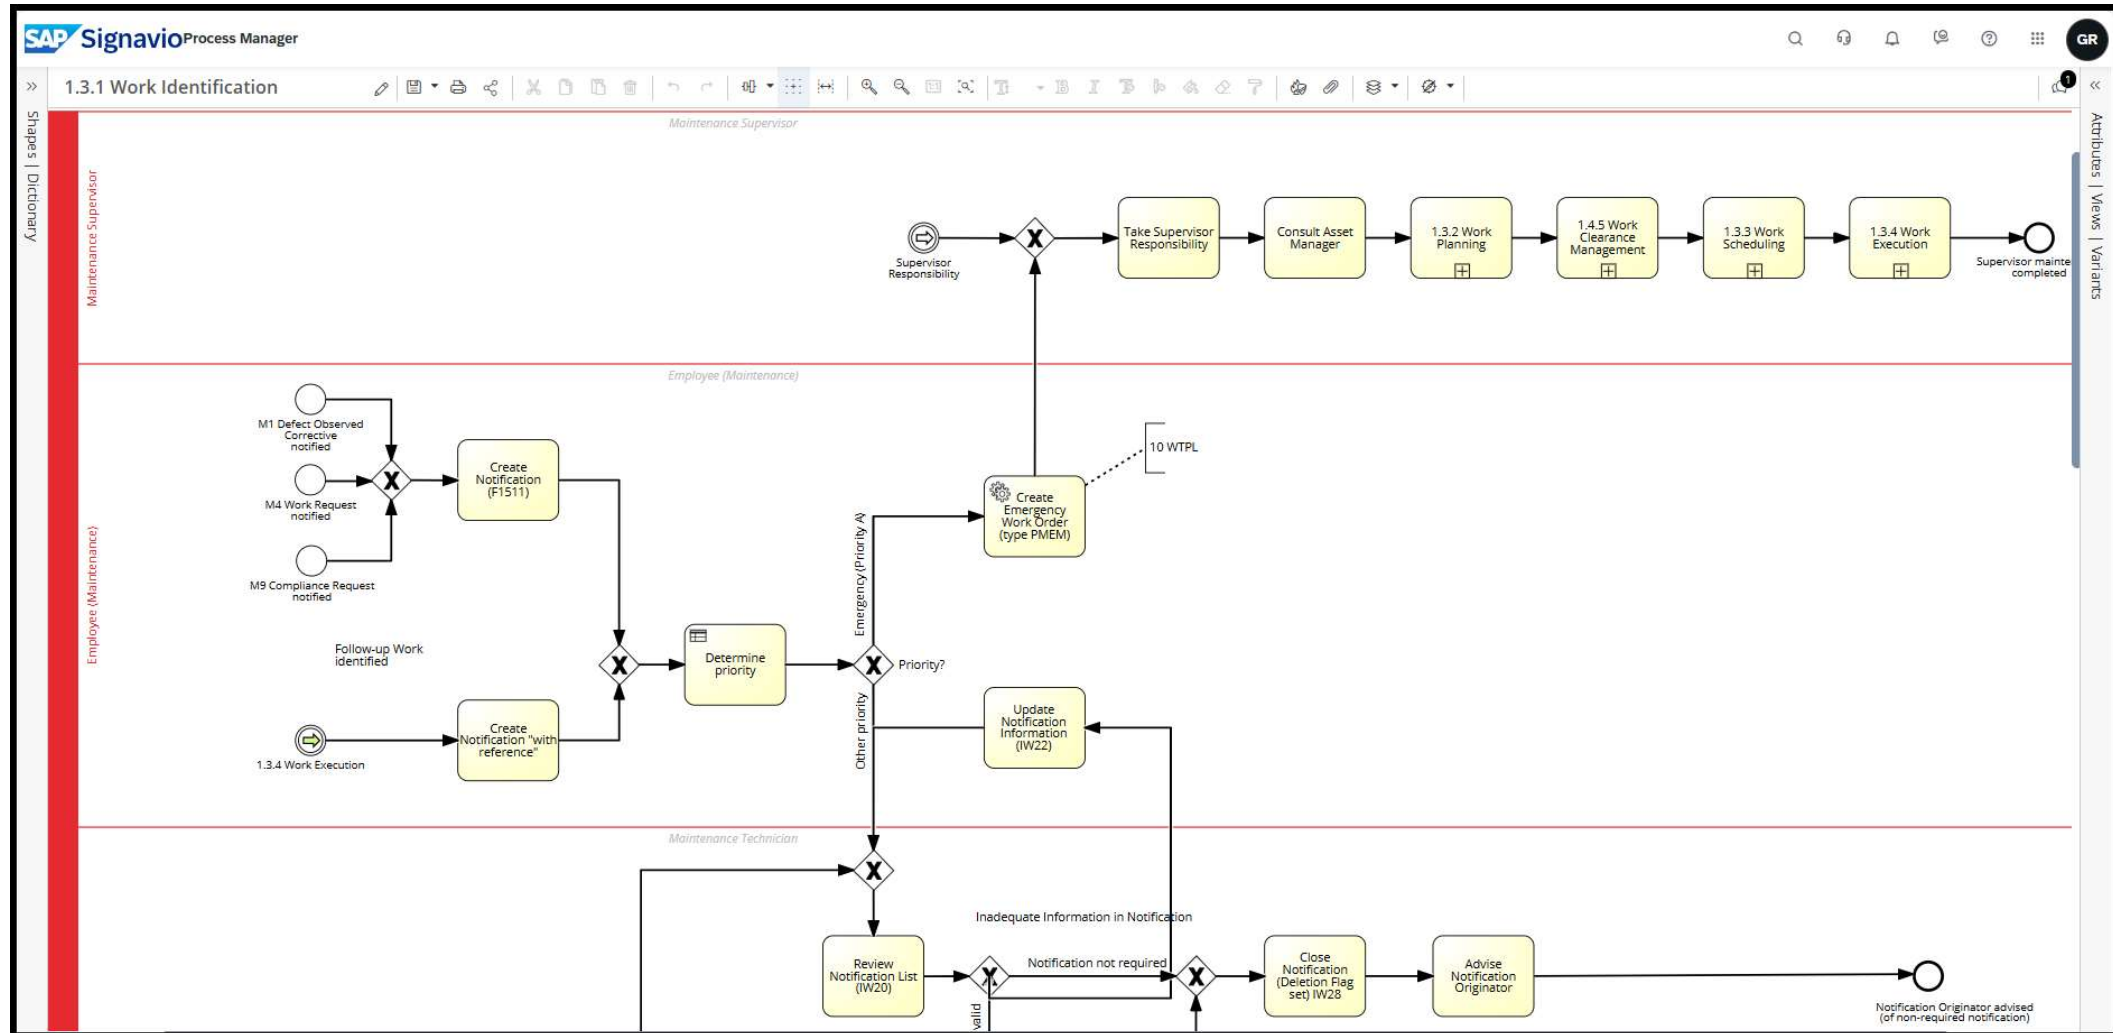 SAP Signavio Process Manager
GR
1.3.1 Work Identification
1
Shapes | Dictionary
Attributes | Views | Variants
Maintenance Supervisor
Maintenance Supervisor
Supervisor
Responsibility
X
Take Supervisor
Responsibility
Consult Asset
Manager
1.3.2 Work
Planning
1.4.5 Work
Clearance
Management
1.3.3 Work
Scheduling
1.3.4 Work
Execution
Supervisor mainte
completed
Employee (Maintenance)
Employee (Maintenance)
M1 Defect Observed
Corrective
notified
M4 Work Request
notified
M9 Compliance Request
notified
X
Create
Notification
(F1511)
Follow-up Work
identified
1.3.4 Work Execution
Create
Notification "with
reference"
X
Determine
priority
X
Priority?
Emergency (Priority A)
Other priority
Create
Emergency
Work Order
(type PMEM)
10 WTPL
Update
Notification
Information
(IW22)
Maintenance Technician
X
Review
Notification List
(IW20)
Inadequate Information in Notification
X
Notification not required
valid
X
Close
Notification
(Deletion Flag
set) IW28
Advise
Notification
Originator
Notification Originator advised
(of non-required notification)